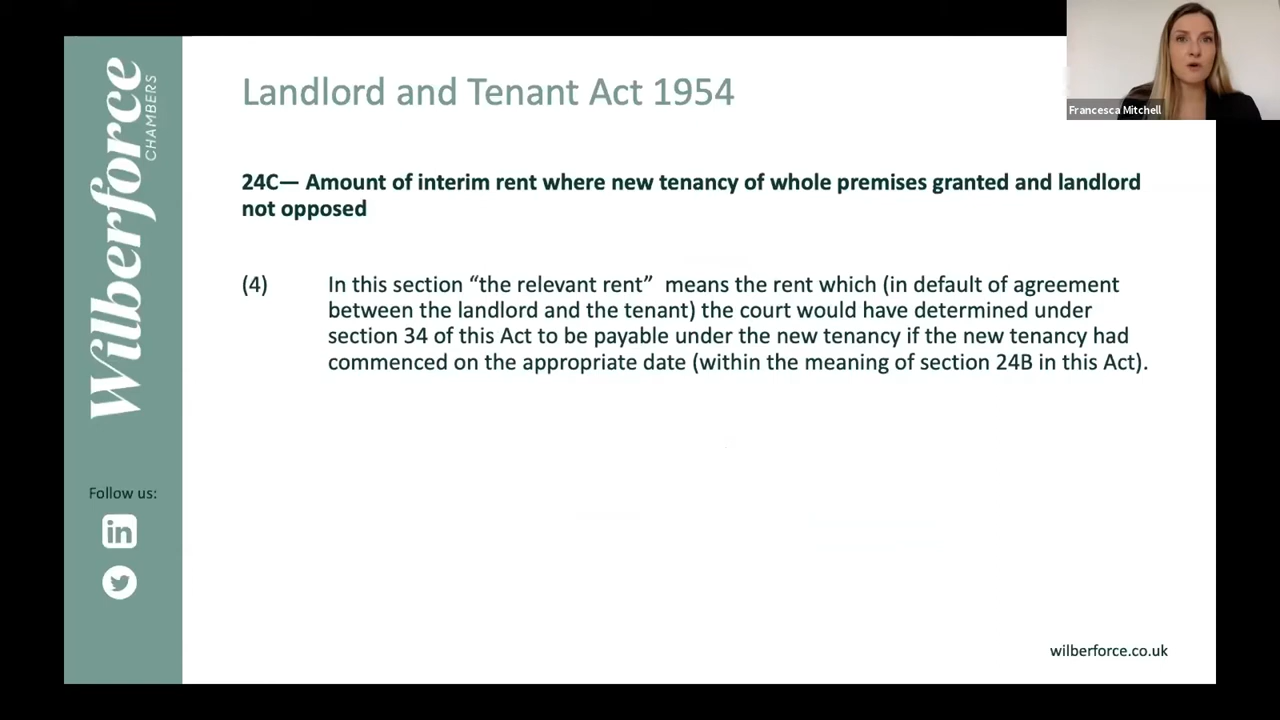 Wilberforce
CHAMBERS
Follow us:
in
Landlord and Tenant Act 1954
24C— Amount of interim rent where new tenancy of whole premises granted and landlord
not opposed
(4) In this section “the relevant rent”  means the rent which (in default of agreement
between the landlord and the tenant) the court would have determined under
section 34 of this Act to be payable under the new tenancy if the new tenancy had
commenced on the appropriate date (within the meaning of section 24B in this Act).
wilberforce.co.uk
Francesca Mitchell